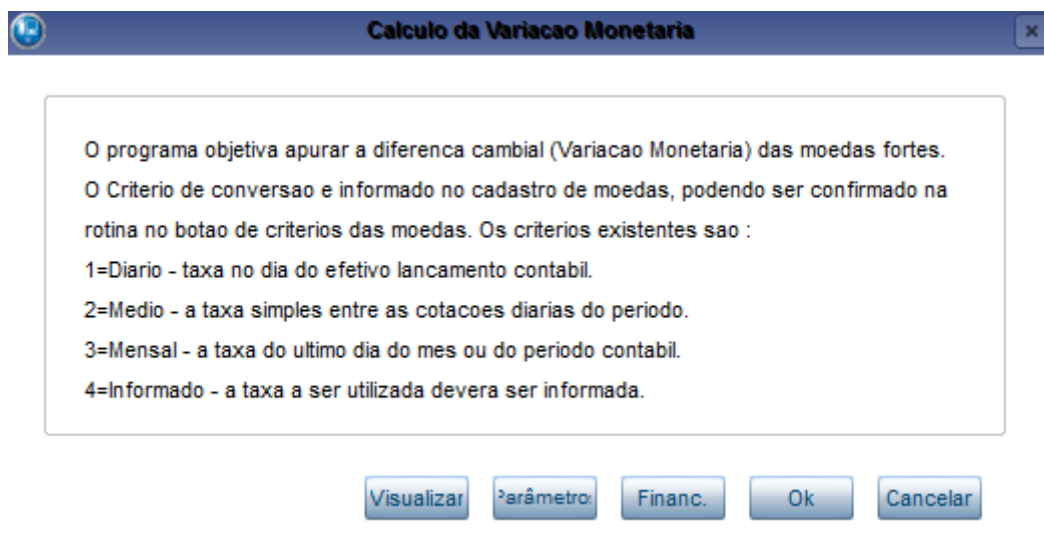 Calculo da Variacao Monetaria
O programa objetiva apurar a diferenca cambial (Variacao Monetaria) das moedas fortes.
O Criterio de conversao e informado no cadastro de moedas, podendo ser confirmado na
rotina no botao de criterios das moedas. Os criterios existentes sao :
1=Diario - taxa no dia do efetivo lancamento contabil.
2=Medio - a taxa simples entre as cotacoes diarias do periodo.
3=Mensal - a taxa do ultimo dia do mes ou do periodo contabil.
4=Informado - a taxa a ser utilizada devera ser informada.
Visualizar Parâmetros Financ. Ok Cancelar